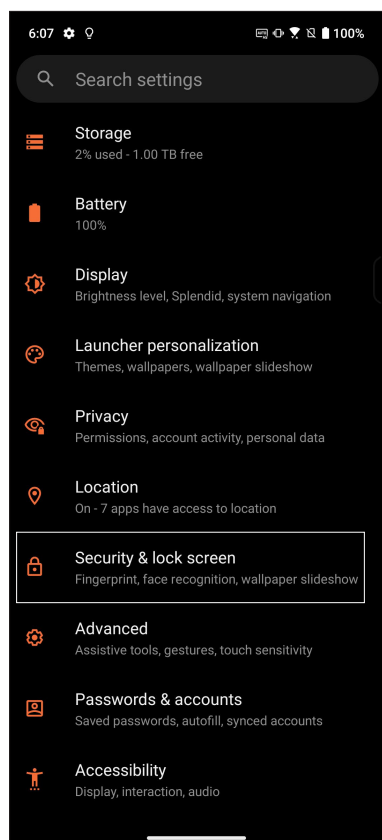 6:07 100%
Search settings
Storage
2% used - 1.00 TB free
Battery
100%
Display
Brightness level, Splendid, system navigation
Launcher personalization
Themes, wallpapers, wallpaper slideshow
Privacy
Permissions, account activity, personal data
Location
On - 7 apps have access to location
Security & lock screen
Fingerprint, face recognition, wallpaper slideshow
Advanced
Assistive tools, gestures, touch sensitivity
Passwords & accounts
Saved passwords, autofill, synced accounts
Accessibility
Display, interaction, audio